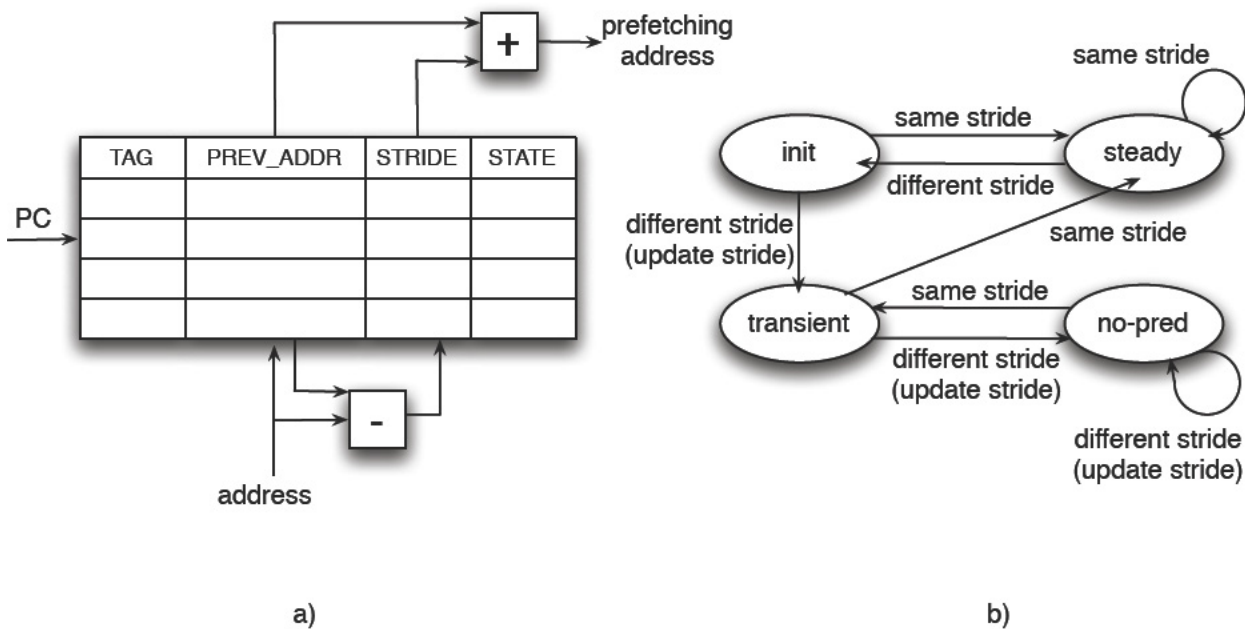 prefetching
address
+
TAG PREV_ADDR STRIDE STATE
PC
-
address
a)
same stride
init
same stride
steady
different stride
different stride
(update stride)
same stride
transient
same stride
no-pred
different stride
(update stride)
different stride
(update stride)
b)